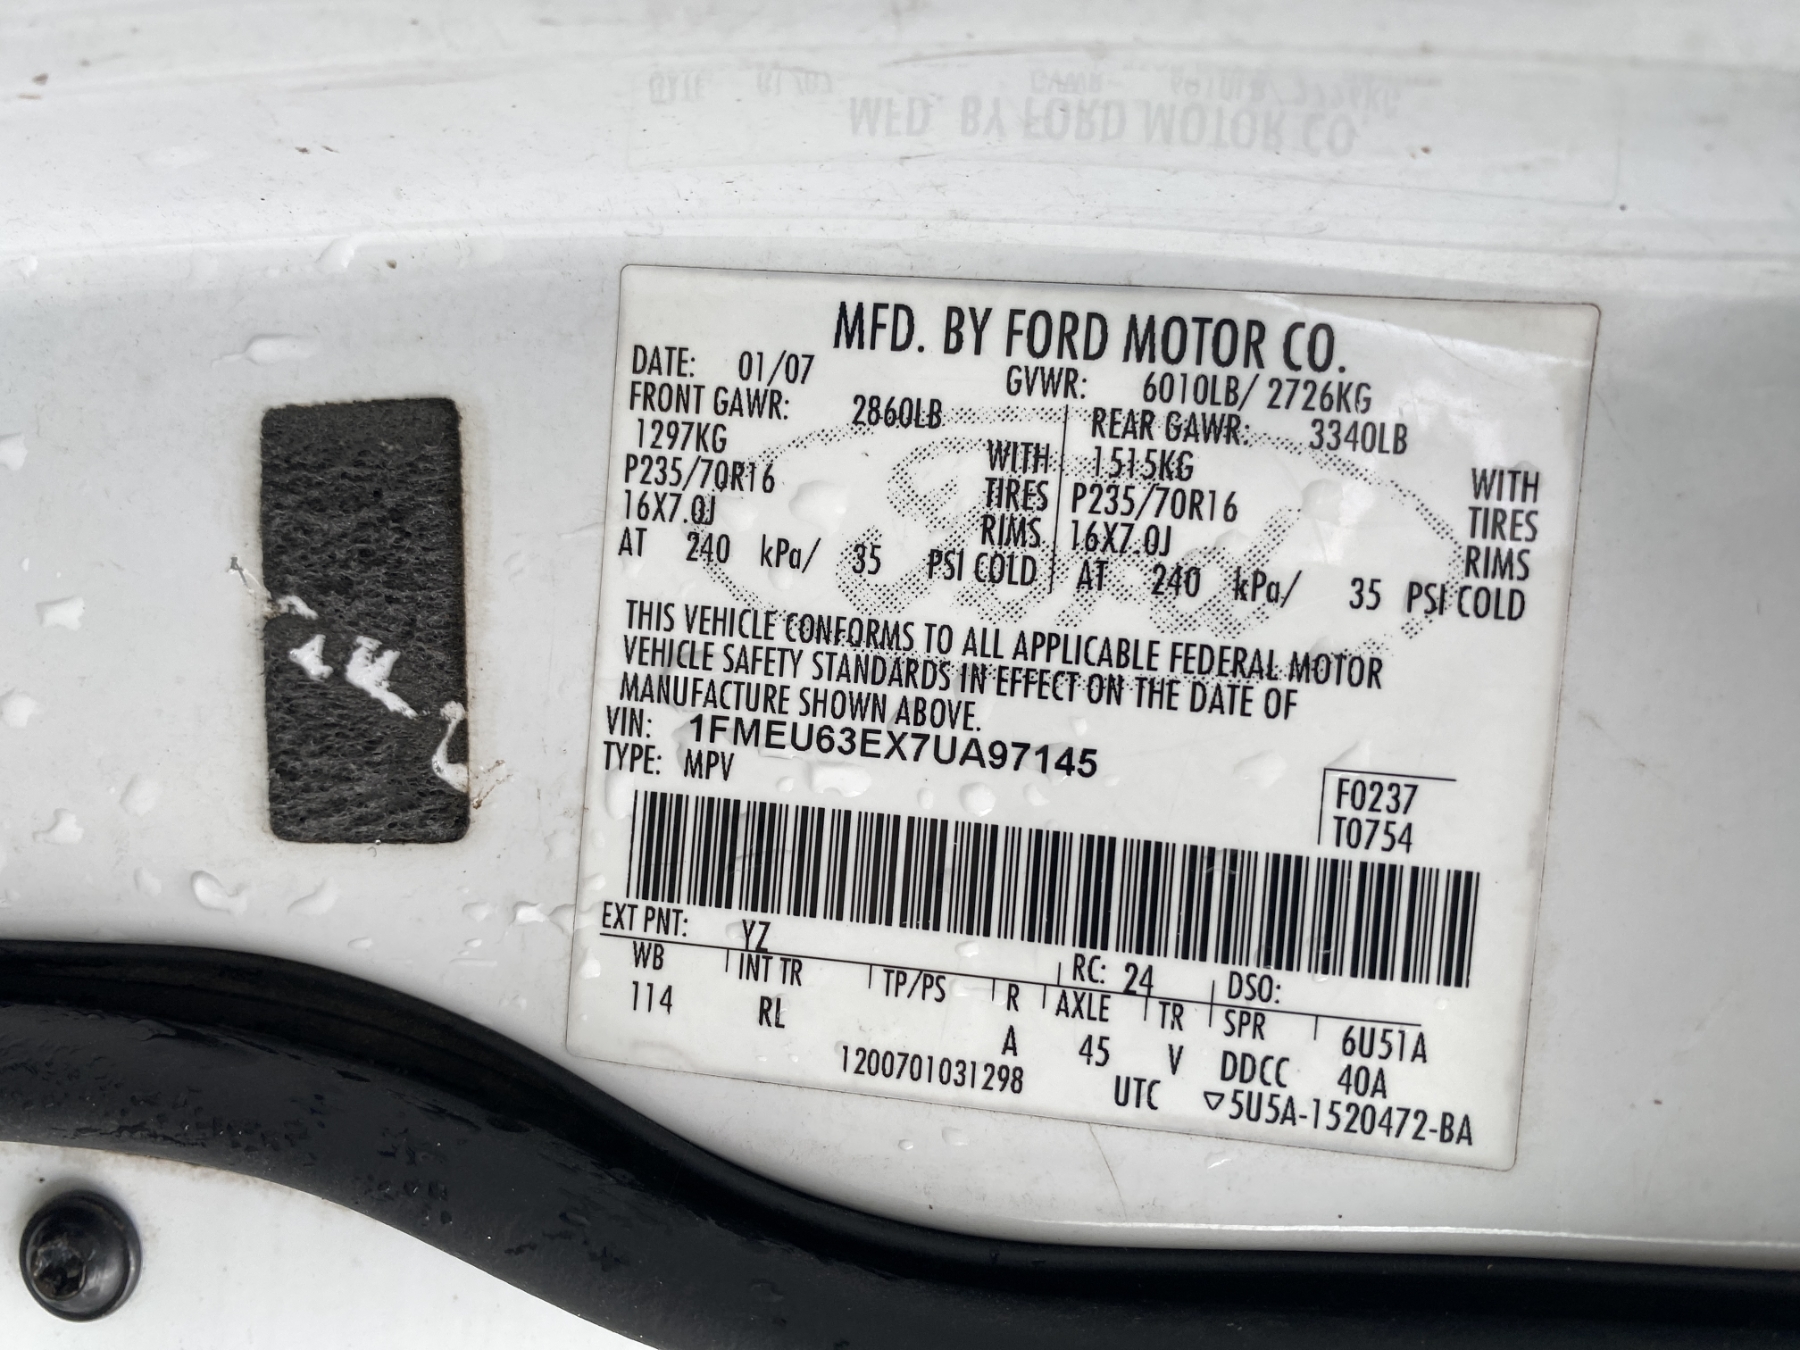 MFD. BY FORD MOTOR CO.
DATE: 01/07 GVWR: 6010LB/ 2726KG
FRONT GAWR: 2860LB REAR GAWR: 3340LB
1297KG WITH 1515KG WITH
P235/70R16 TIRES P235/70R16 TIRES
16X7.0J RIMS 16X7.0J RIMS
AT 240 kPa/ 35 PSI COLD AT 240 kPa/ 35 PSI COLD
THIS VEHICLE CONFORMS TO ALL APPLICABLE FEDERAL MOTOR
VEHICLE SAFETY STANDARDS IN EFFECT ON THE DATE OF
MANUFACTURE SHOWN ABOVE.
VIN: 1FMEU63EX7UA97145
TYPE: MPV
F0237
T0754
EXT PNT: YZ RC: 24 DSO:
WB INT TR TP/PS R AXLE TR SPR 6U51A
114 RL A 45 V DDCC 40A
1200701031298 UTC ▽5U5A-1520472-BA